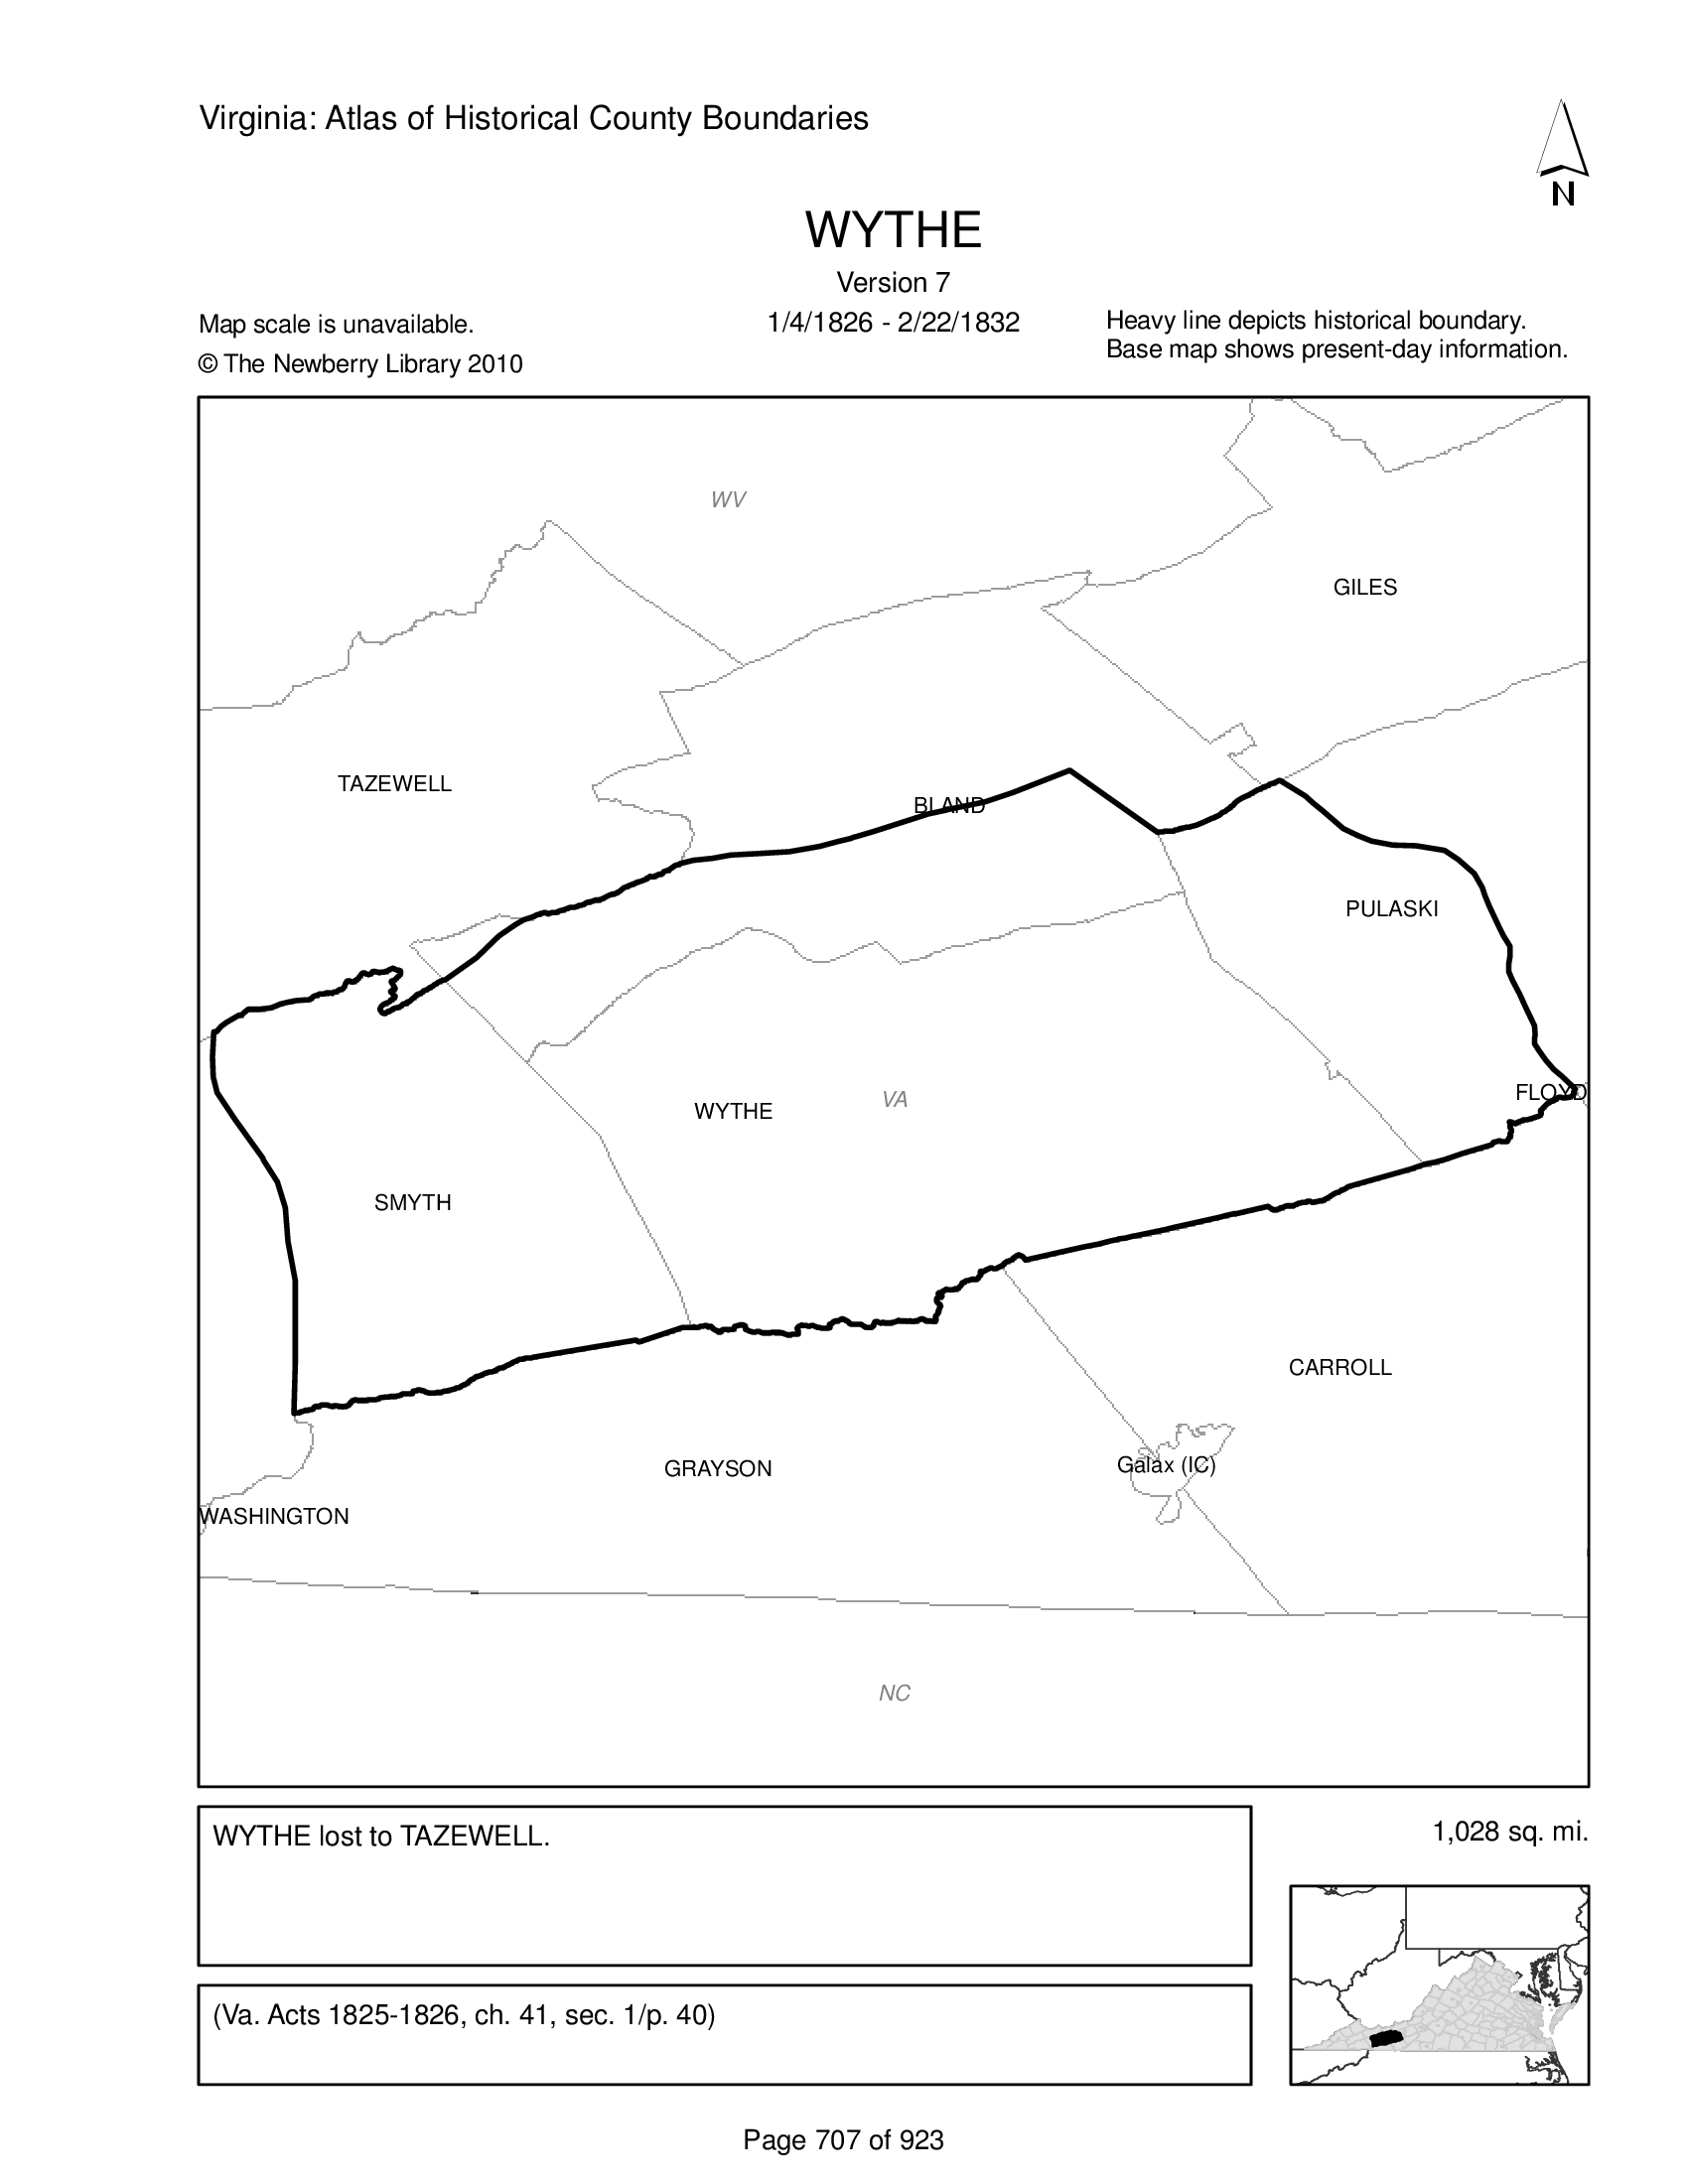 Virginia: Atlas of Historical County Boundaries
N
WYTHE
Version 7
1/4/1826 - 2/22/1832
Map scale is unavailable.
© The Newberry Library 2010
Heavy line depicts historical boundary.
Base map shows present-day information.
WV
GILES
TAZEWELL
BLAND
PULASKI
FLOYD
VA
WYTHE
SMYTH
CARROLL
Galax (IC)
GRAYSON
WASHINGTON
NC
WYTHE lost to TAZEWELL.
1,028 sq. mi.
(Va. Acts 1825-1826, ch. 41, sec. 1/p. 40)
Page 707 of 923